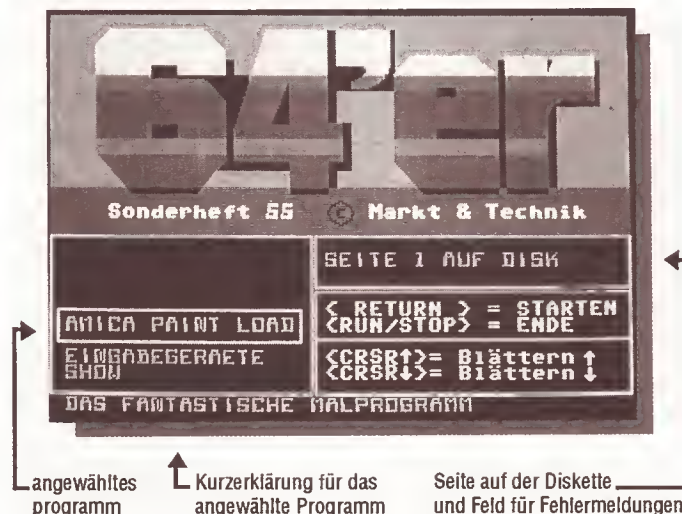 64'er
Sonderheft 55 © Markt & Technik
SEITE 1 AUF DISK
AMICA PAINT LOAD
< RETURN > = STARTEN
<RUN/STOP> = ENDE
EINGABEGERAETE
SHOW
<CRSR↑>= Blättern ↑
<CRSR↓>= Blättern ↓
DAS FANTASTISCHE MALPROGRAMM
angewähltes
programm
Kurzerklärung für das
angewählte Programm
Seite auf der Diskette
und Feld für Fehlermeldungen